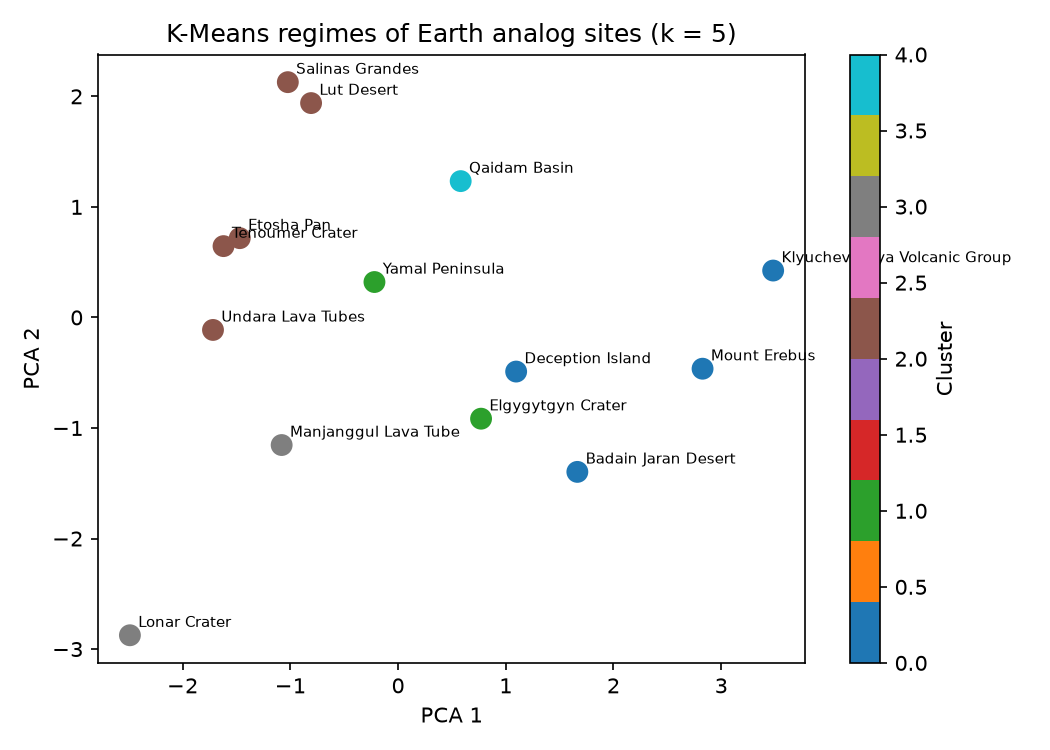 K-Means regimes of Earth analog sites (k = 5)
Salinas Grandes
Lut Desert
Qaidam Basin
Etosha Pan
Tenoumer Crater
Yamal Peninsula
Klyuchev
ya Volcanic Group
Undara Lava Tubes
Deception Island
Mount Erebus
Elgygytgyn Crater
Manjanggul Lava Tube
Badain Jaran Desert
Lonar Crater
2
1
0
−1
−2
−3
PCA 2
−2
−1
0
1
2
3
PCA 1
4.0
3.5
3.0
2.5
2.0
1.5
1.0
0.5
0.0
Cluster